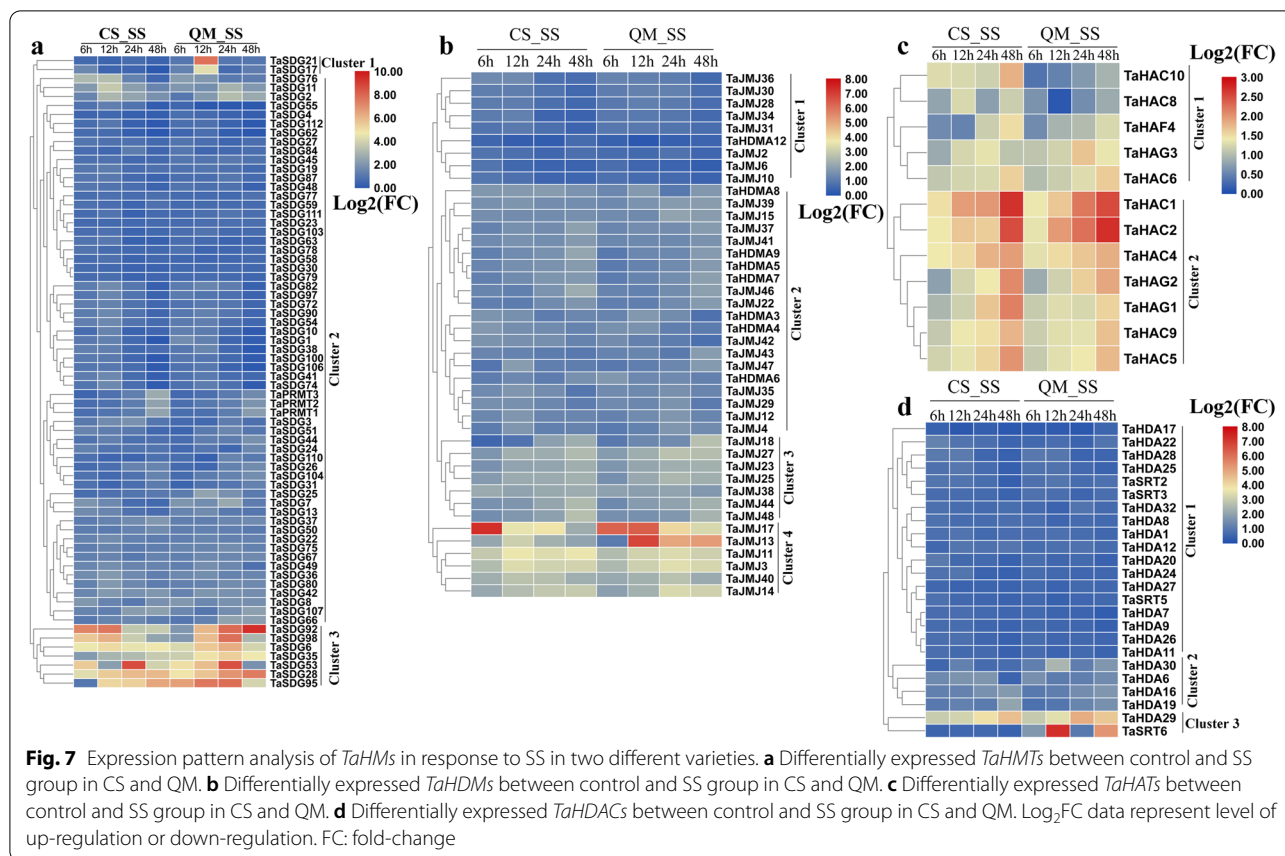 a
CS_SS QM_SS
6h 12h 24h 48h 6h 12h 24h 48h
TaSDG21
TaSDG17
TaSDG76
TaSDG11
TaSDG2
TaSDG55
TaSDG4
TaSDG112
TaSDG62
TaSDG27
TaSDG84
TaSDG45
TaSDG19
TaSDG87
TaSDG48
TaSDG77
TaSDG59
TaSDG111
TaSDG23
TaSDG103
TaSDG63
TaSDG78
TaSDG58
TaSDG30
TaSDG79
TaSDG82
TaSDG97
TaSDG72
TaSDG90
TaSDG54
TaSDG10
TaSDG1
TaSDG38
TaSDG100
TaSDG106
TaSDG41
TaSDG74
TaPRMT3
TaPRMT2
TaPRMT1
TaSDG3
TaSDG51
TaSDG44
TaSDG24
TaSDG110
TaSDG26
TaSDG104
TaSDG31
TaSDG25
TaSDG7
TaSDG13
TaSDG37
TaSDG50
TaSDG22
TaSDG75
TaSDG67
TaSDG49
TaSDG36
TaSDG80
TaSDG42
TaSDG8
TaSDG107
TaSDG66
TaSDG92
TaSDG98
TaSDG6
TaSDG35
TaSDG53
TaSDG28
TaSDG95
Cluster 1
Cluster 2
Cluster 3
10.00
8.00
6.00
4.00
2.00
0.00
Log2(FC)
b
CS_SS QM_SS
6h 12h 24h 48h 6h 12h 24h 48h
TaJMJ36
TaJMJ30
TaJMJ28
TaJMJ34
TaJMJ31
TaHDMA12
TaJMJ2
TaJMJ6
TaJMJ10
TaHDMA8
TaJMJ39
TaJMJ15
TaJMJ37
TaJMJ41
TaHDMA9
TaHDMA5
TaHDMA7
TaJMJ46
TaJMJ22
TaHDMA3
TaHDMA4
TaJMJ42
TaJMJ43
TaJMJ47
TaHDMA6
TaJMJ35
TaJMJ29
TaJMJ12
TaJMJ4
TaJMJ18
TaJMJ27
TaJMJ23
TaJMJ25
TaJMJ38
TaJMJ44
TaJMJ48
TaJMJ17
TaJMJ13
TaJMJ11
TaJMJ3
TaJMJ40
TaJMJ14
Cluster 1
Cluster 2
Cluster 3
Cluster 4
8.00
7.00
6.00
5.00
4.00
3.00
2.00
1.00
0.00
Log2(FC)
c
CS_SS QM_SS
6h 12h 24h 48h 6h 12h 24h 48h
TaHAC10
TaHAC8
TaHAF4
TaHAG3
TaHAC6
TaHAC1
TaHAC2
TaHAC4
TaHAG2
TaHAG1
TaHAC9
TaHAC5
Cluster 1
Cluster 2
Log2(FC)
3.00
2.50
2.00
1.50
1.00
0.50
0.00
d
CS_SS QM_SS
6h 12h 24h 48h 6h 12h 24h 48h
TaHDA17
TaHDA22
TaHDA28
TaHDA25
TaSRT2
TaSRT3
TaHDA32
TaHDA8
TaHDA1
TaHDA12
TaHDA20
TaHDA24
TaHDA27
TaSRT5
TaHDA7
TaHDA9
TaHDA26
TaHDA11
TaHDA30
TaHDA6
TaHDA16
TaHDA19
TaHDA29
TaSRT6
Cluster 1
Cluster 2
Cluster 3
Log2(FC)
8.00
7.00
6.00
5.00
4.00
3.00
2.00
1.00
0.00
Fig. 7 Expression pattern analysis of TaHMs in response to SS in two different varieties. a Differentially expressed TaHMTs between control and SS
group in CS and QM. b Differentially expressed TaHDMs between control and SS group in CS and QM. c Differentially expressed TaHATs between
control and SS group in CS and QM. d Differentially expressed TaHDACs between control and SS group in CS and QM. Log₂FC data represent level of
up-regulation or down-regulation. FC: fold-change